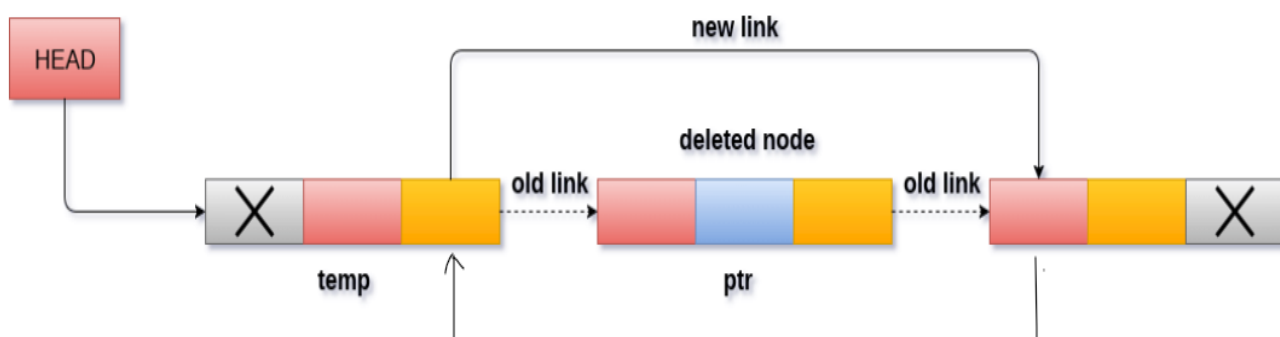 new link
HEAD
deleted node
old link
old link
X
X
temp
ptr